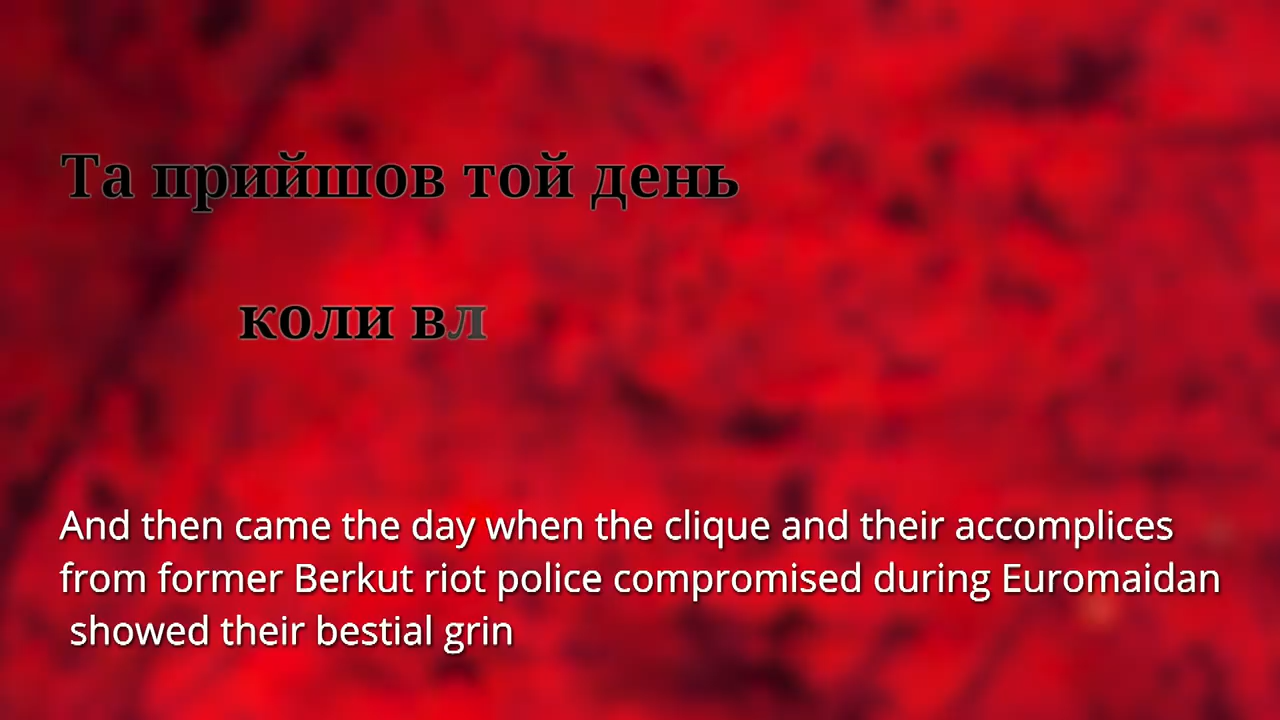 Та прийшов той день
коли вл
And then came the day when the clique and their accomplices
from former Berkut riot police compromised during Euromaidan
showed their bestial grin